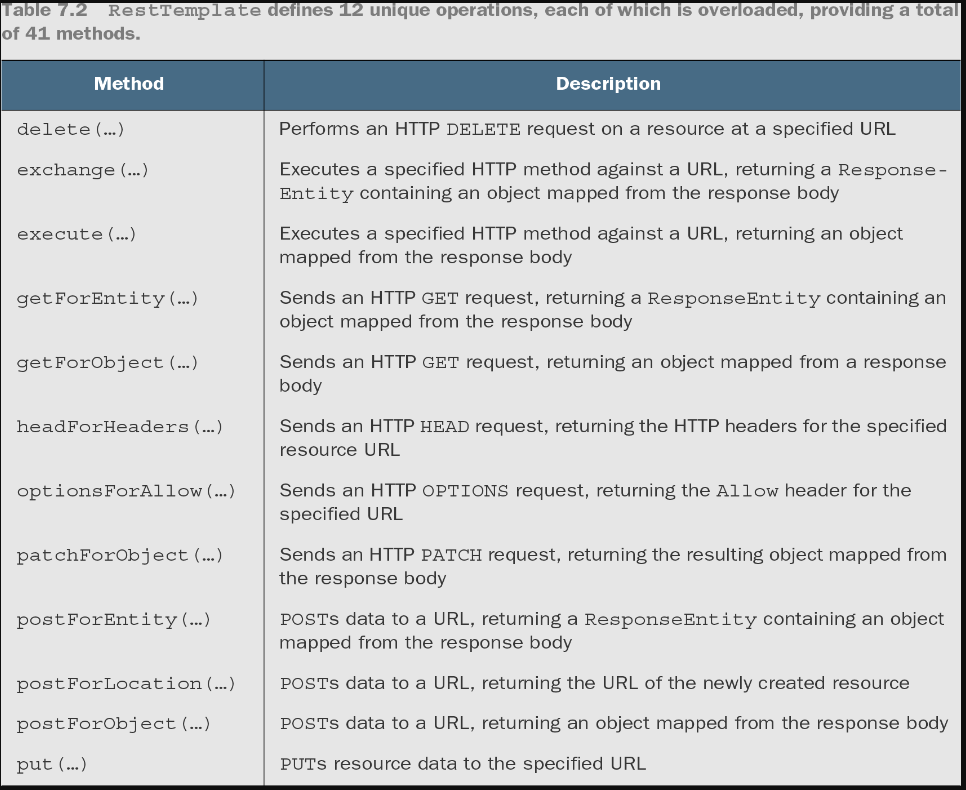 Table 7.2 RestTemplate defines 12 unique operations, each of which is overloaded, providing a total
of 41 methods.
Method Description
delete(…) Performs an HTTP DELETE request on a resource at a specified URL
exchange(…) Executes a specified HTTP method against a URL, returning a Response-
Entity containing an object mapped from the response body
execute(…) Executes a specified HTTP method against a URL, returning an object
mapped from the response body
getForEntity(…) Sends an HTTP GET request, returning a ResponseEntity containing an
object mapped from the response body
getForObject(…) Sends an HTTP GET request, returning an object mapped from a response
body
headForHeaders(…) Sends an HTTP HEAD request, returning the HTTP headers for the specified
resource URL
optionsForAllow(…) Sends an HTTP OPTIONS request, returning the Allow header for the
specified URL
patchForObject(…) Sends an HTTP PATCH request, returning the resulting object mapped from
the response body
postForEntity(…) POSTs data to a URL, returning a ResponseEntity containing an object
mapped from the response body
postForLocation(…) POSTs data to a URL, returning the URL of the newly created resource
postForObject(…) POSTs data to a URL, returning an object mapped from the response body
put(…) PUTs resource data to the specified URL